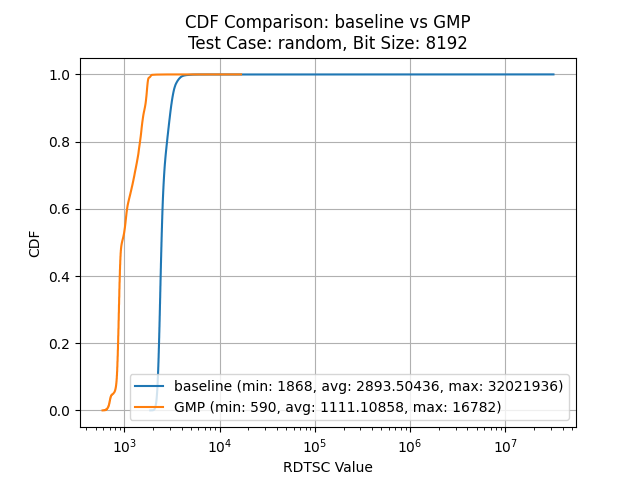 CDF Comparison: baseline vs GMP
Test Case: random, Bit Size: 8192
CDF
1.0
0.8
0.6
0.4
0.2
0.0
baseline (min: 1868, avg: 2893.50436, max: 32021936)
GMP (min: 590, avg: 1111.10858, max: 16782)
10³ 10⁴ 10⁵ 10⁶ 10⁷
RDTSC Value